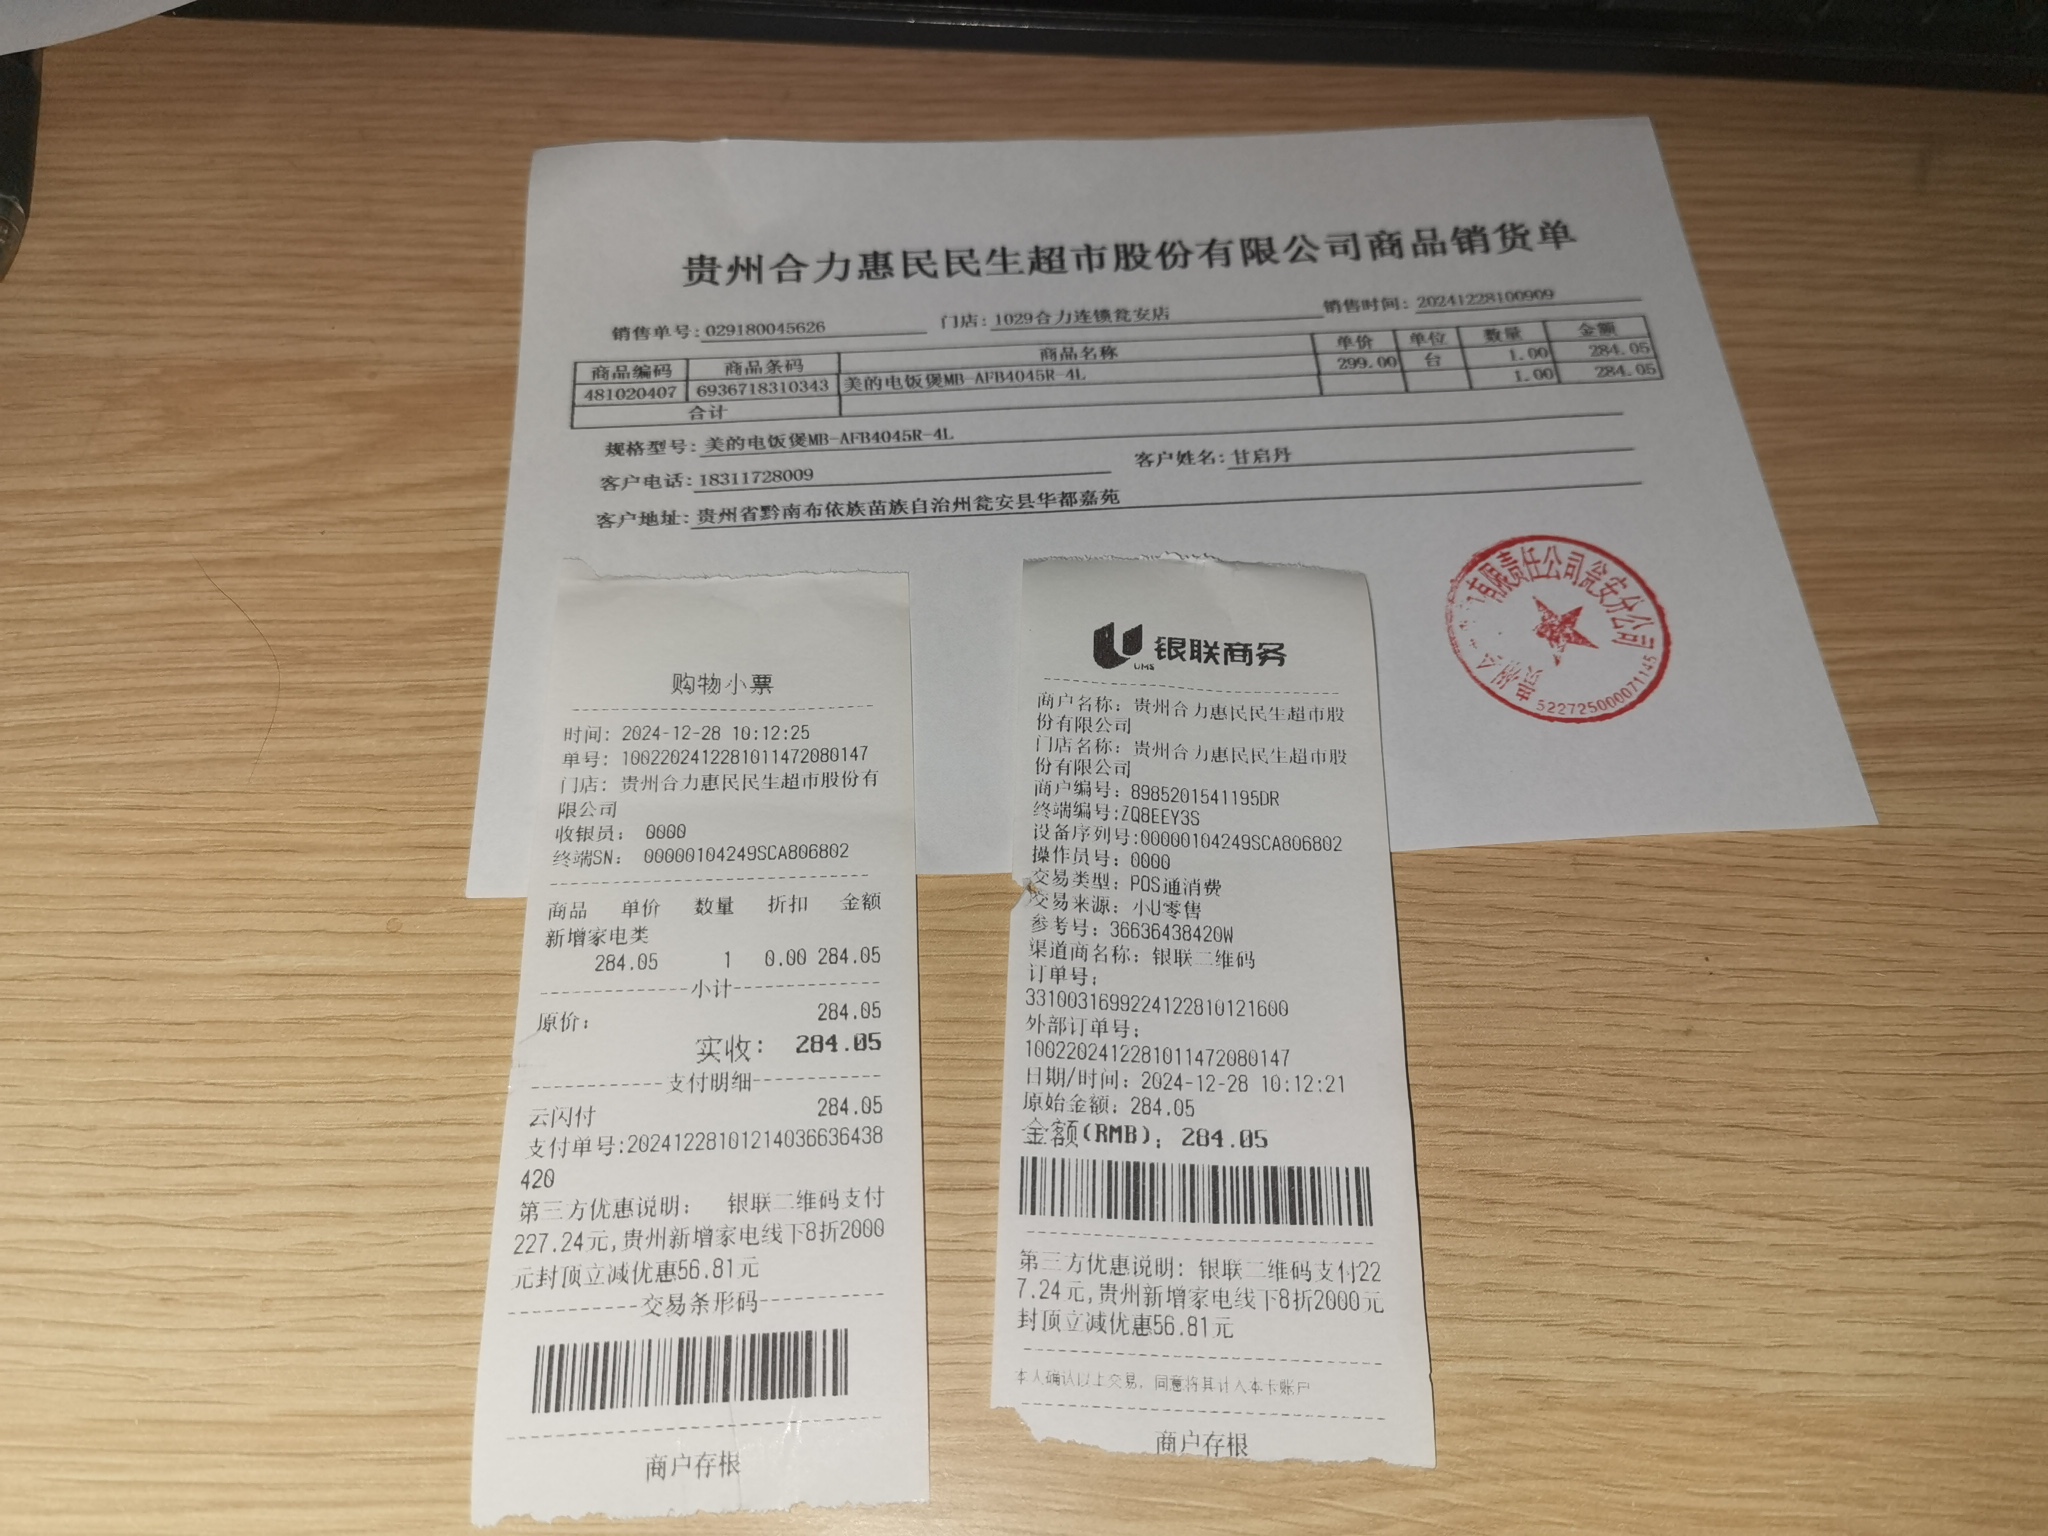 贵州合力惠民民生超市股份有限公司商品销货单
销售单号:029180045626 门店:1029合力连锁瓮安店 销售时间:20241228100909
商品编码 商品条码 商品名称 单价 单位 数量 金额
481020407 6936718310343 美的电饭煲MB-AFB4045R-4L 299.00 台 1.00 284.05
合计 1.00 284.05
规格型号:美的电饭煲MB-AFB4045R-4L
客户电话:18311728009 客户姓名:甘启丹
客户地址:贵州省黔南布依族苗族自治州瓮安县华都嘉苑
有限责任公司瓮安分公司
522725000071145
购物小票
时间: 2024-12-28 10:12:25
单号: 1002202412281011472080147
门店: 贵州合力惠民民生超市股份有
限公司
收银员: 0000
终端SN: 00000104249SCA806802
商品 单价 数量 折扣 金额
新增家电类
284.05 1 0.00 284.05
小计
原价: 284.05
实收: 284.05
支付明细
云闪付 284.05
支付单号:20241228101214036636438
420
第三方优惠说明: 银联二维码支付
227.24元,贵州新增家电线下8折2000
元封顶立减优惠56.81元
交易条形码
商户存根
UMS 银联商务
商户名称: 贵州合力惠民民生超市股
份有限公司
门店名称: 贵州合力惠民民生超市股
份有限公司
商户编号: 8985201541195DR
终端编号:ZQ8EEY3S
设备序列号:00000104249SCA806802
操作员号: 0000
交易类型: POS通消费
交易来源: 小U零售
参考号: 36636438420W
渠道商名称: 银联二维码
订单号:
3310031699224122810121600
外部订单号:
1002202412281011472080147
日期/时间: 2024-12-28 10:12:21
原始金额: 284.05
金额(RMB): 284.05
第三方优惠说明: 银联二维码支付22
7.24元,贵州新增家电线下8折2000元
封顶立减优惠56.81元
本人确认以上交易, 同意将其计入本卡账户
商户存根